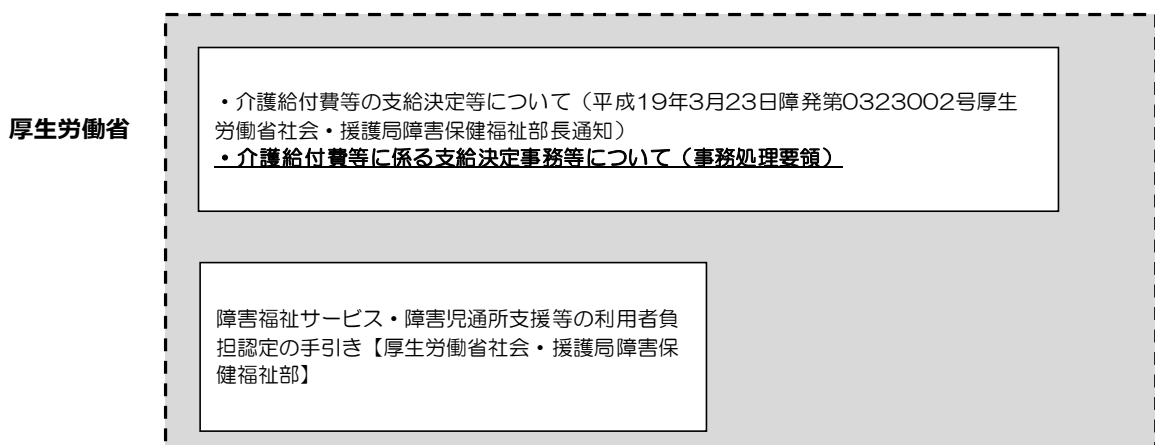 厚生労働省
・介護給付費等の支給決定等について（平成19年3月23日障発第0323002号厚生
労働省社会・援護局障害保健福祉部長通知）
・介護給付費等に係る支給決定事務等について（事務処理要領）
障害福祉サービス・障害児通所支援等の利用者負
担認定の手引き【厚生労働省社会・援護局障害保
健福祉部】